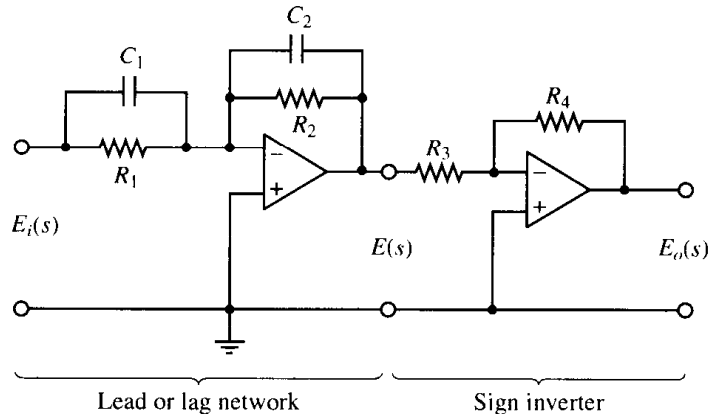 C₂
C₁
R₂
R₁
−
+
R₄
R₃
−
+
Eᵢ(s)
E(s)
Eₒ(s)
Lead or lag network
Sign inverter